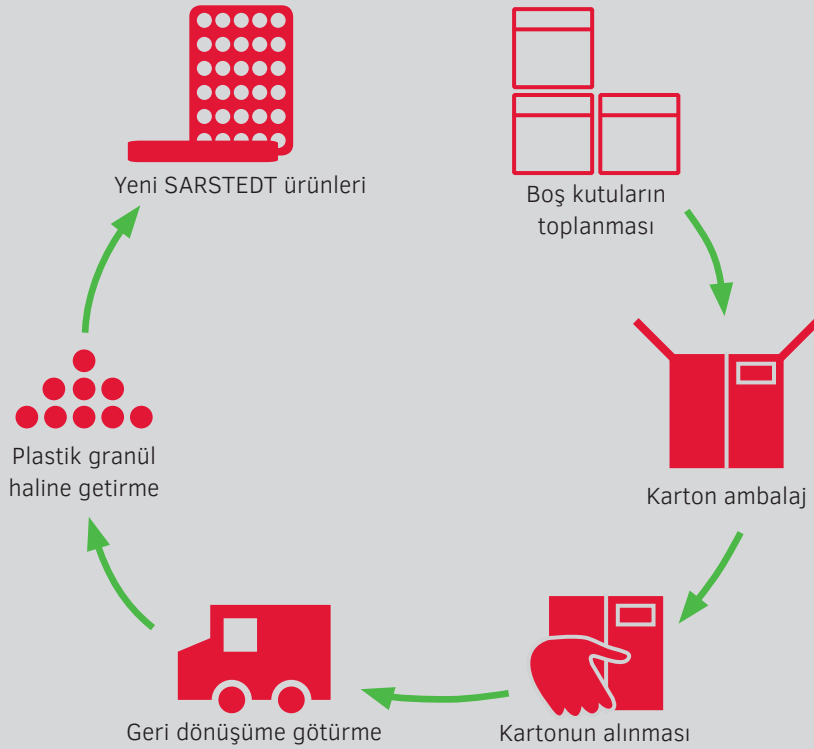 Yeni SARSTEDT ürünleri
Boş kutuların
toplanması
Karton ambalaj
Kartonun alınması
Geri dönüşüme götürme
Plastik granül
haline getirme